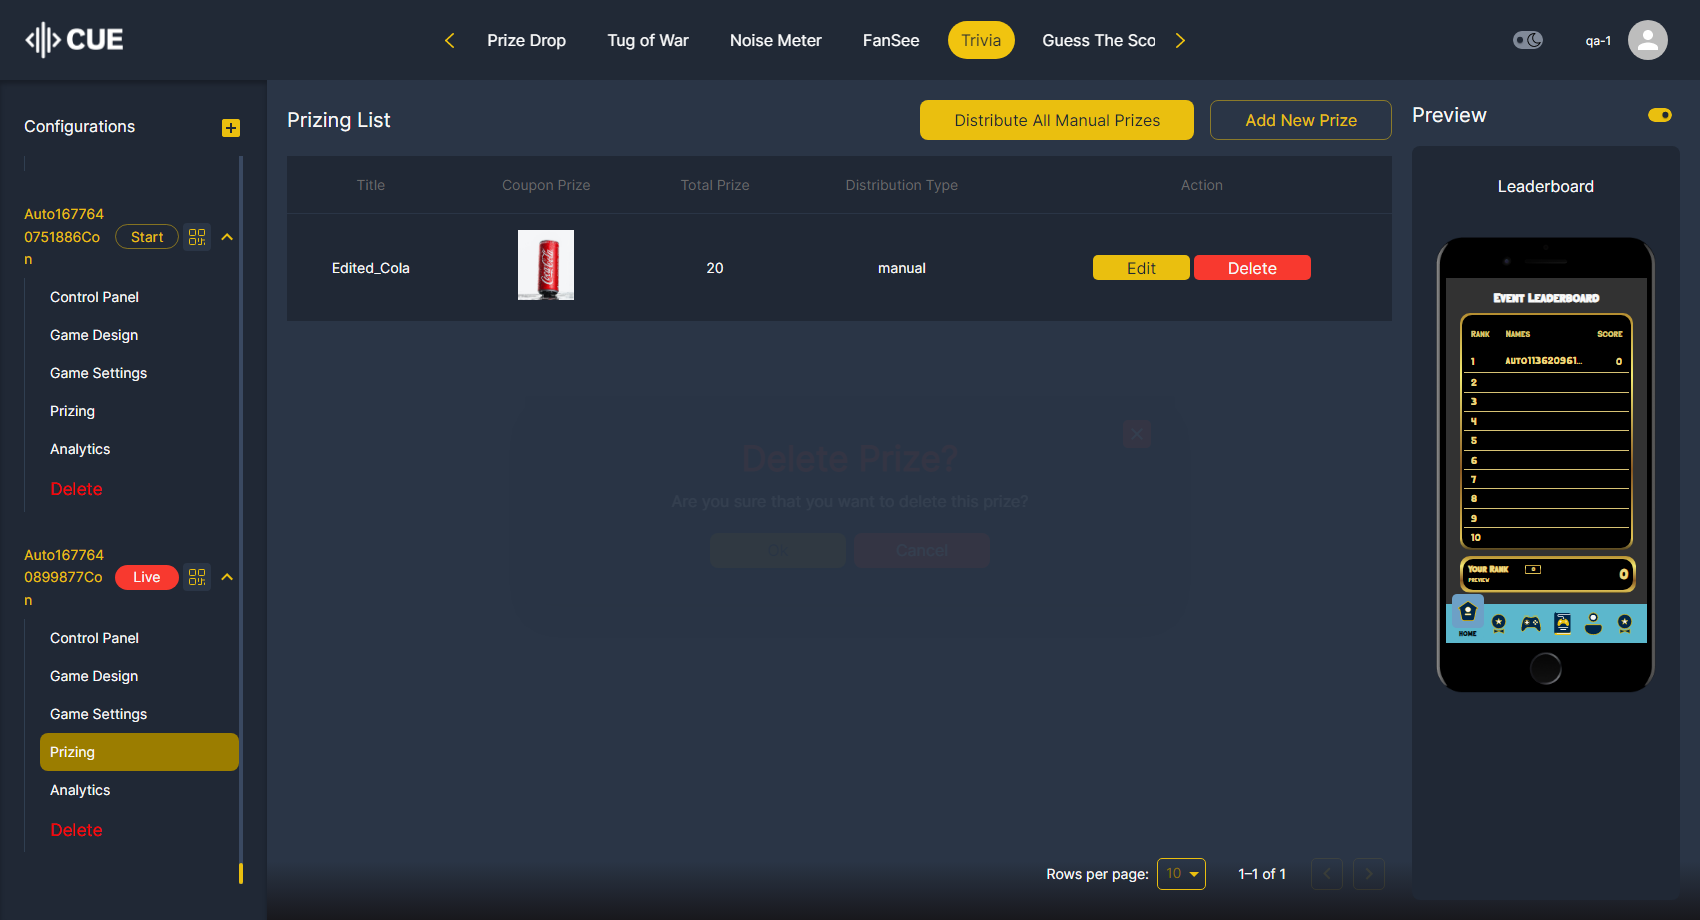 CUE
Prize Drop
Tug of War
Noise Meter
FanSee
Trivia
Guess The Sco
qa-1
Configurations
Auto167764
0751886Co
n
Start
Control Panel
Game Design
Game Settings
Prizing
Analytics
Delete
Auto167764
0899877Co
n
Live
Control Panel
Game Design
Game Settings
Prizing
Analytics
Delete
Prizing List
Distribute All Manual Prizes
Add New Prize
Title
Coupon Prize
Total Prize
Distribution Type
Action
Edited_Cola
Coca-Cola
20
manual
Edit
Delete
Delete Prize?
Are you sure that you want to delete this prize?
Ok
Cancel
Rows per page:
10
1–1 of 1
Preview
Leaderboard
Event Leaderboard
Rank Names Score
1 AUTO113620961... 0
2
3
4
5
6
7
8
9
10
Your Rank
PREVIEW
0
HOME